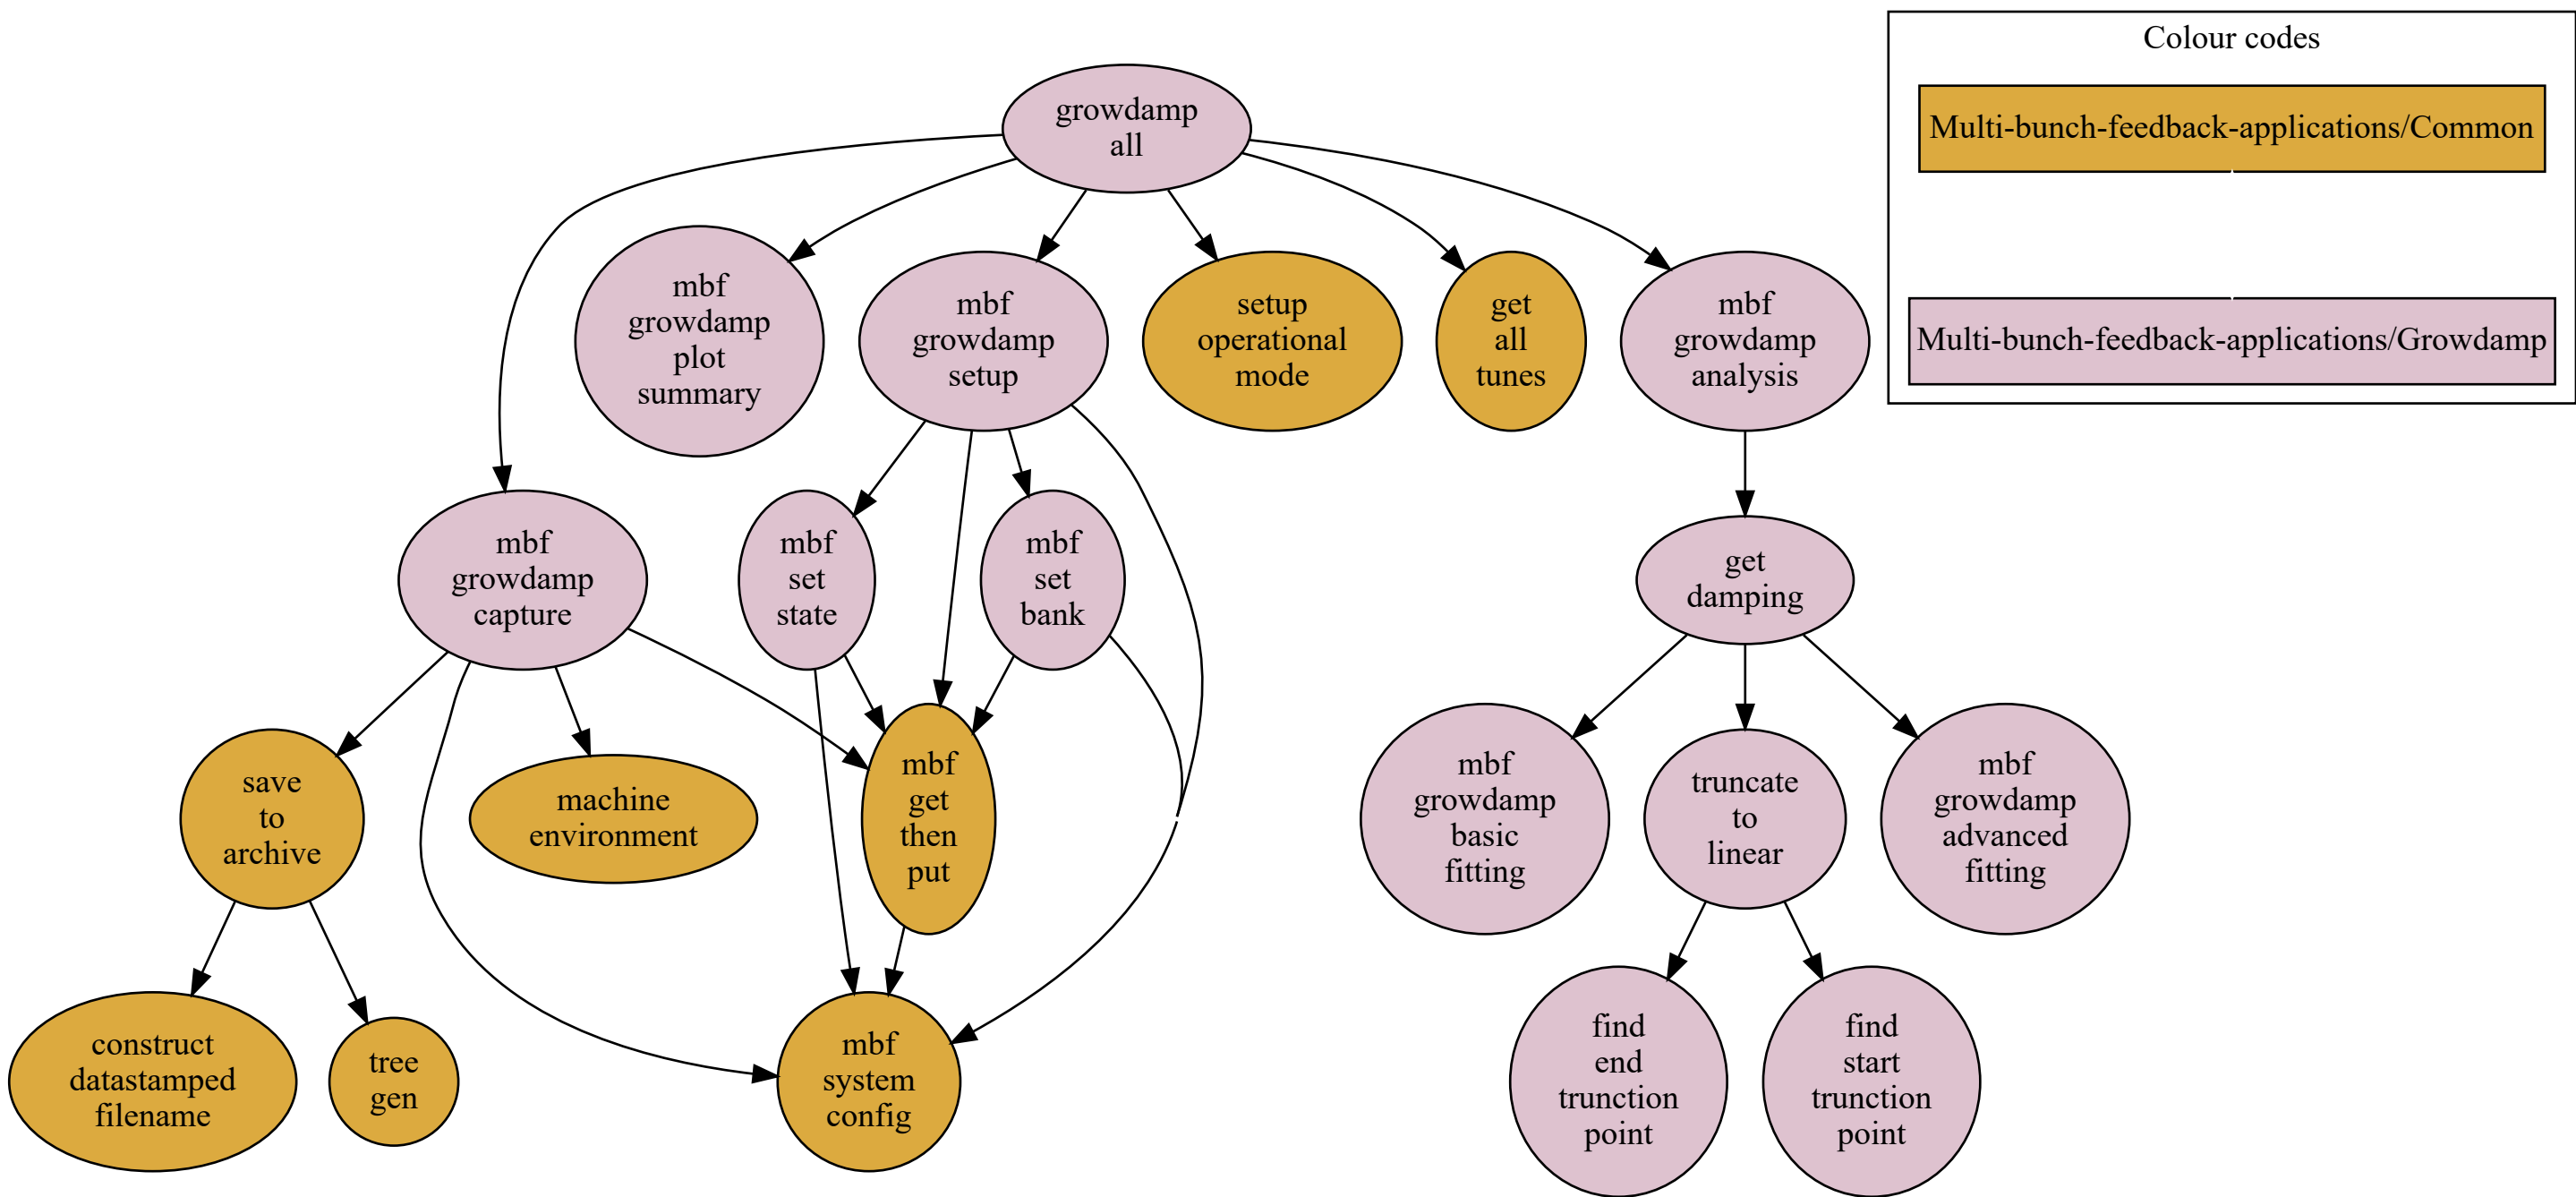 Colour codes
Multi-bunch-feedback-applications/Common
Multi-bunch-feedback-applications/Growdamp
growdamp
all
mbf
growdamp
plot
summary
mbf
growdamp
setup
setup
operational
mode
get
all
tunes
mbf
growdamp
analysis
mbf
growdamp
capture
mbf
set
state
mbf
set
bank
get
damping
save
to
archive
machine
environment
mbf
get
then
put
mbf
growdamp
basic
fitting
truncate
to
linear
mbf
growdamp
advanced
fitting
construct
datastamped
filename
tree
gen
mbf
system
config
find
end
trunction
point
find
start
trunction
point